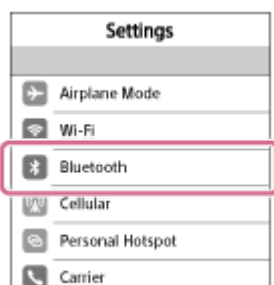 Settings
Airplane Mode
Wi-Fi
Bluetooth
Cellular
Personal Hotspot
Carrier